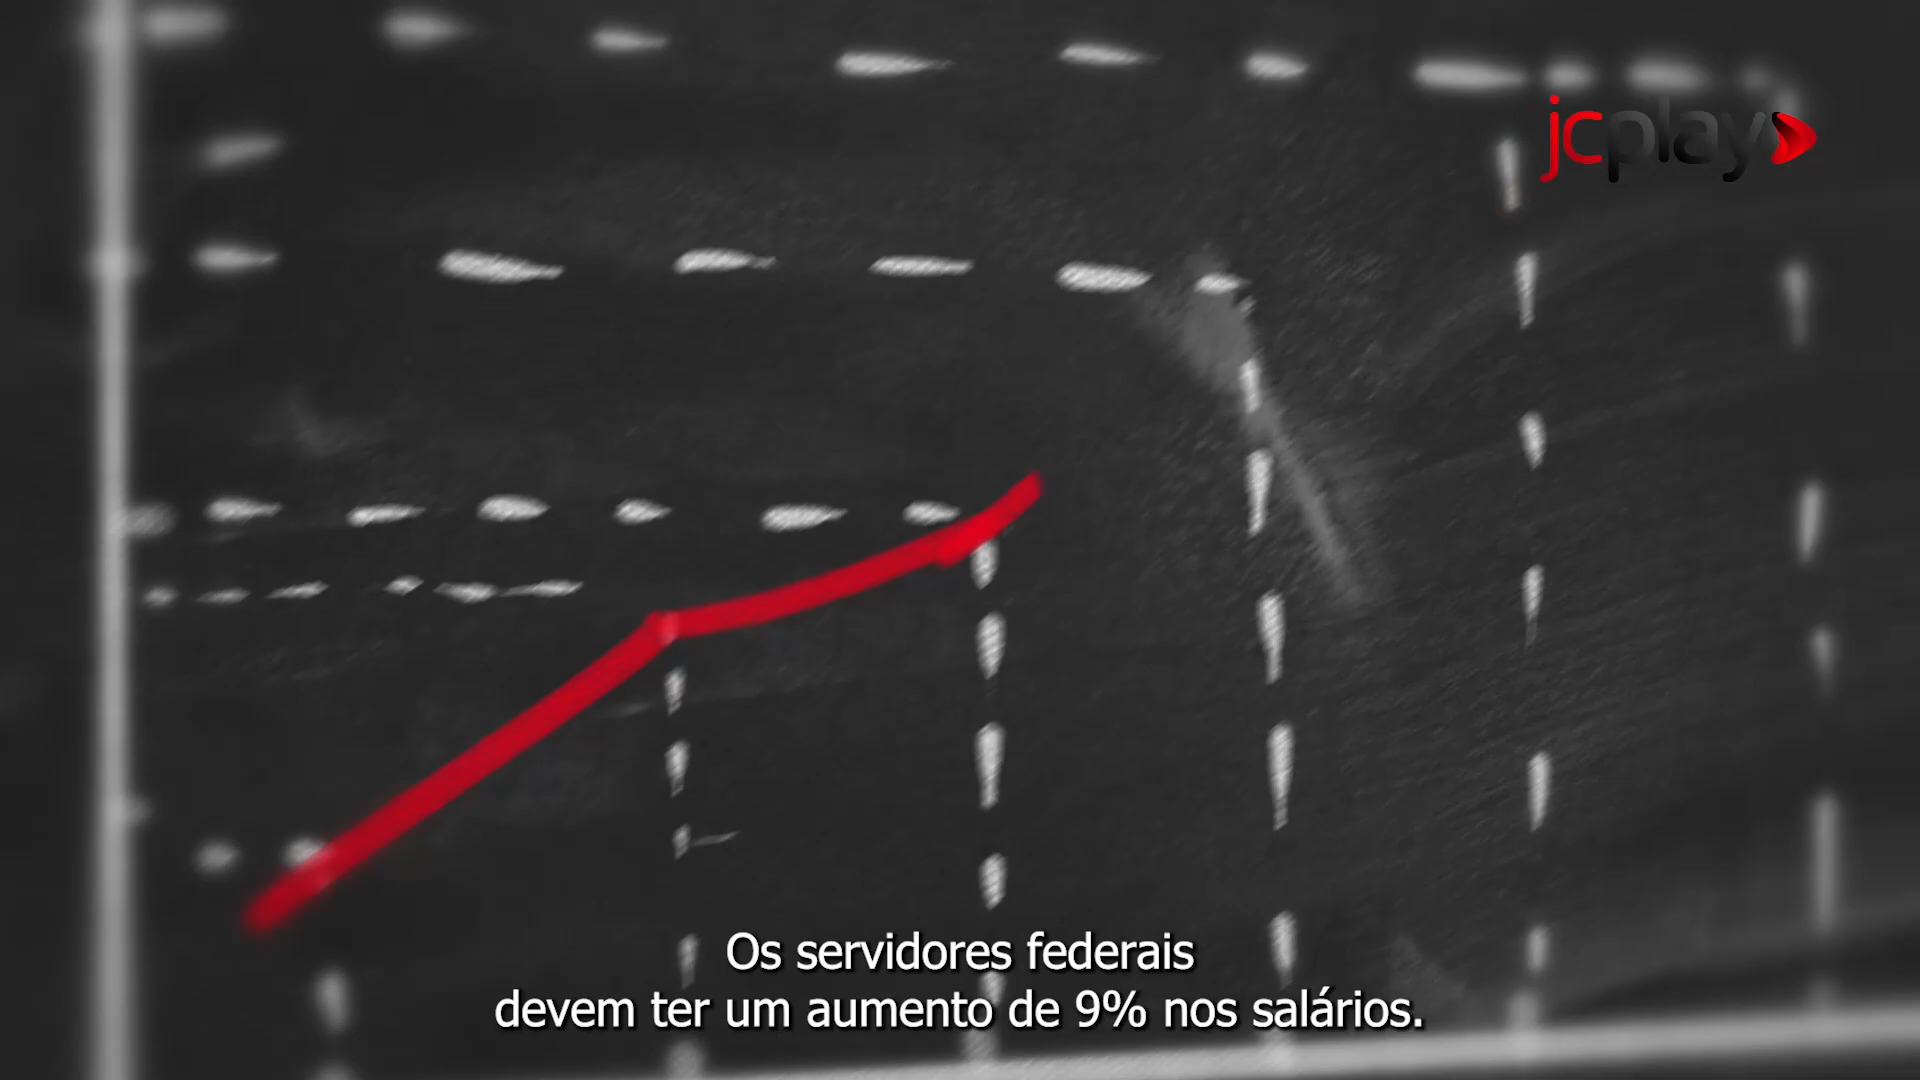 jcplay
Os servidores federais
devem ter um aumento de 9% nos salários.